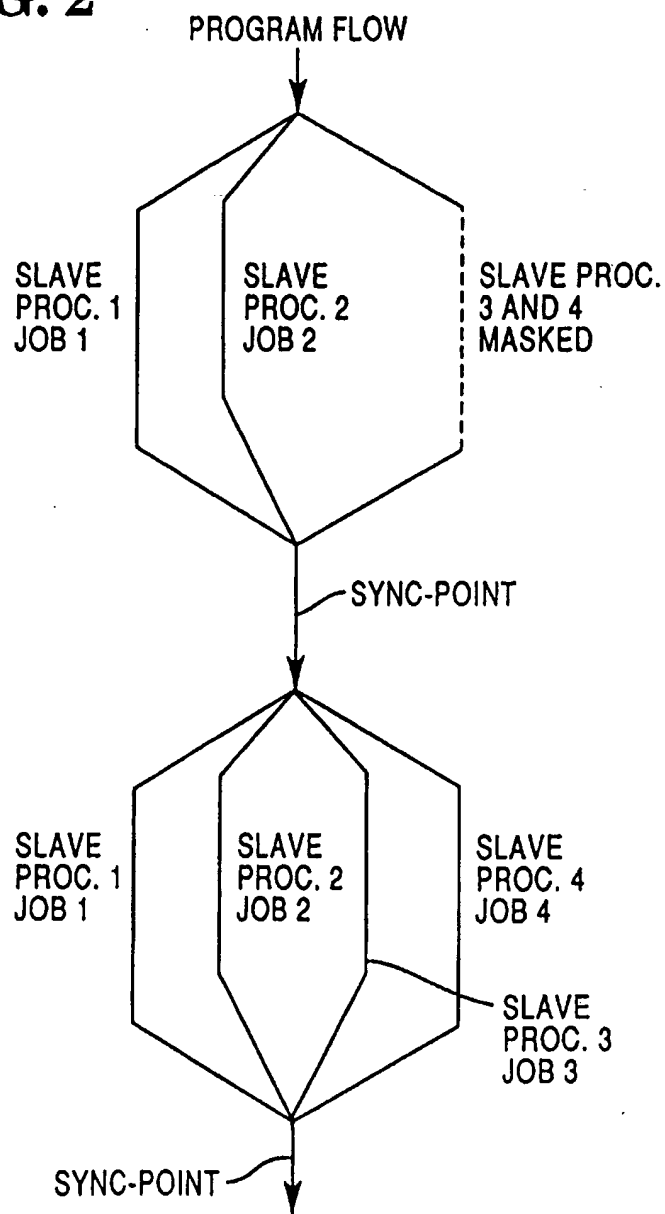 FIG. 2
PROGRAM FLOW
SLAVE
PROC. 1
JOB 1
SLAVE
PROC. 2
JOB 2
SLAVE PROC.
3 AND 4
MASKED
SYNC-POINT
SLAVE
PROC. 1
JOB 1
SLAVE
PROC. 2
JOB 2
SLAVE
PROC. 4
JOB 4
SLAVE
PROC. 3
JOB 3
SYNC-POINT